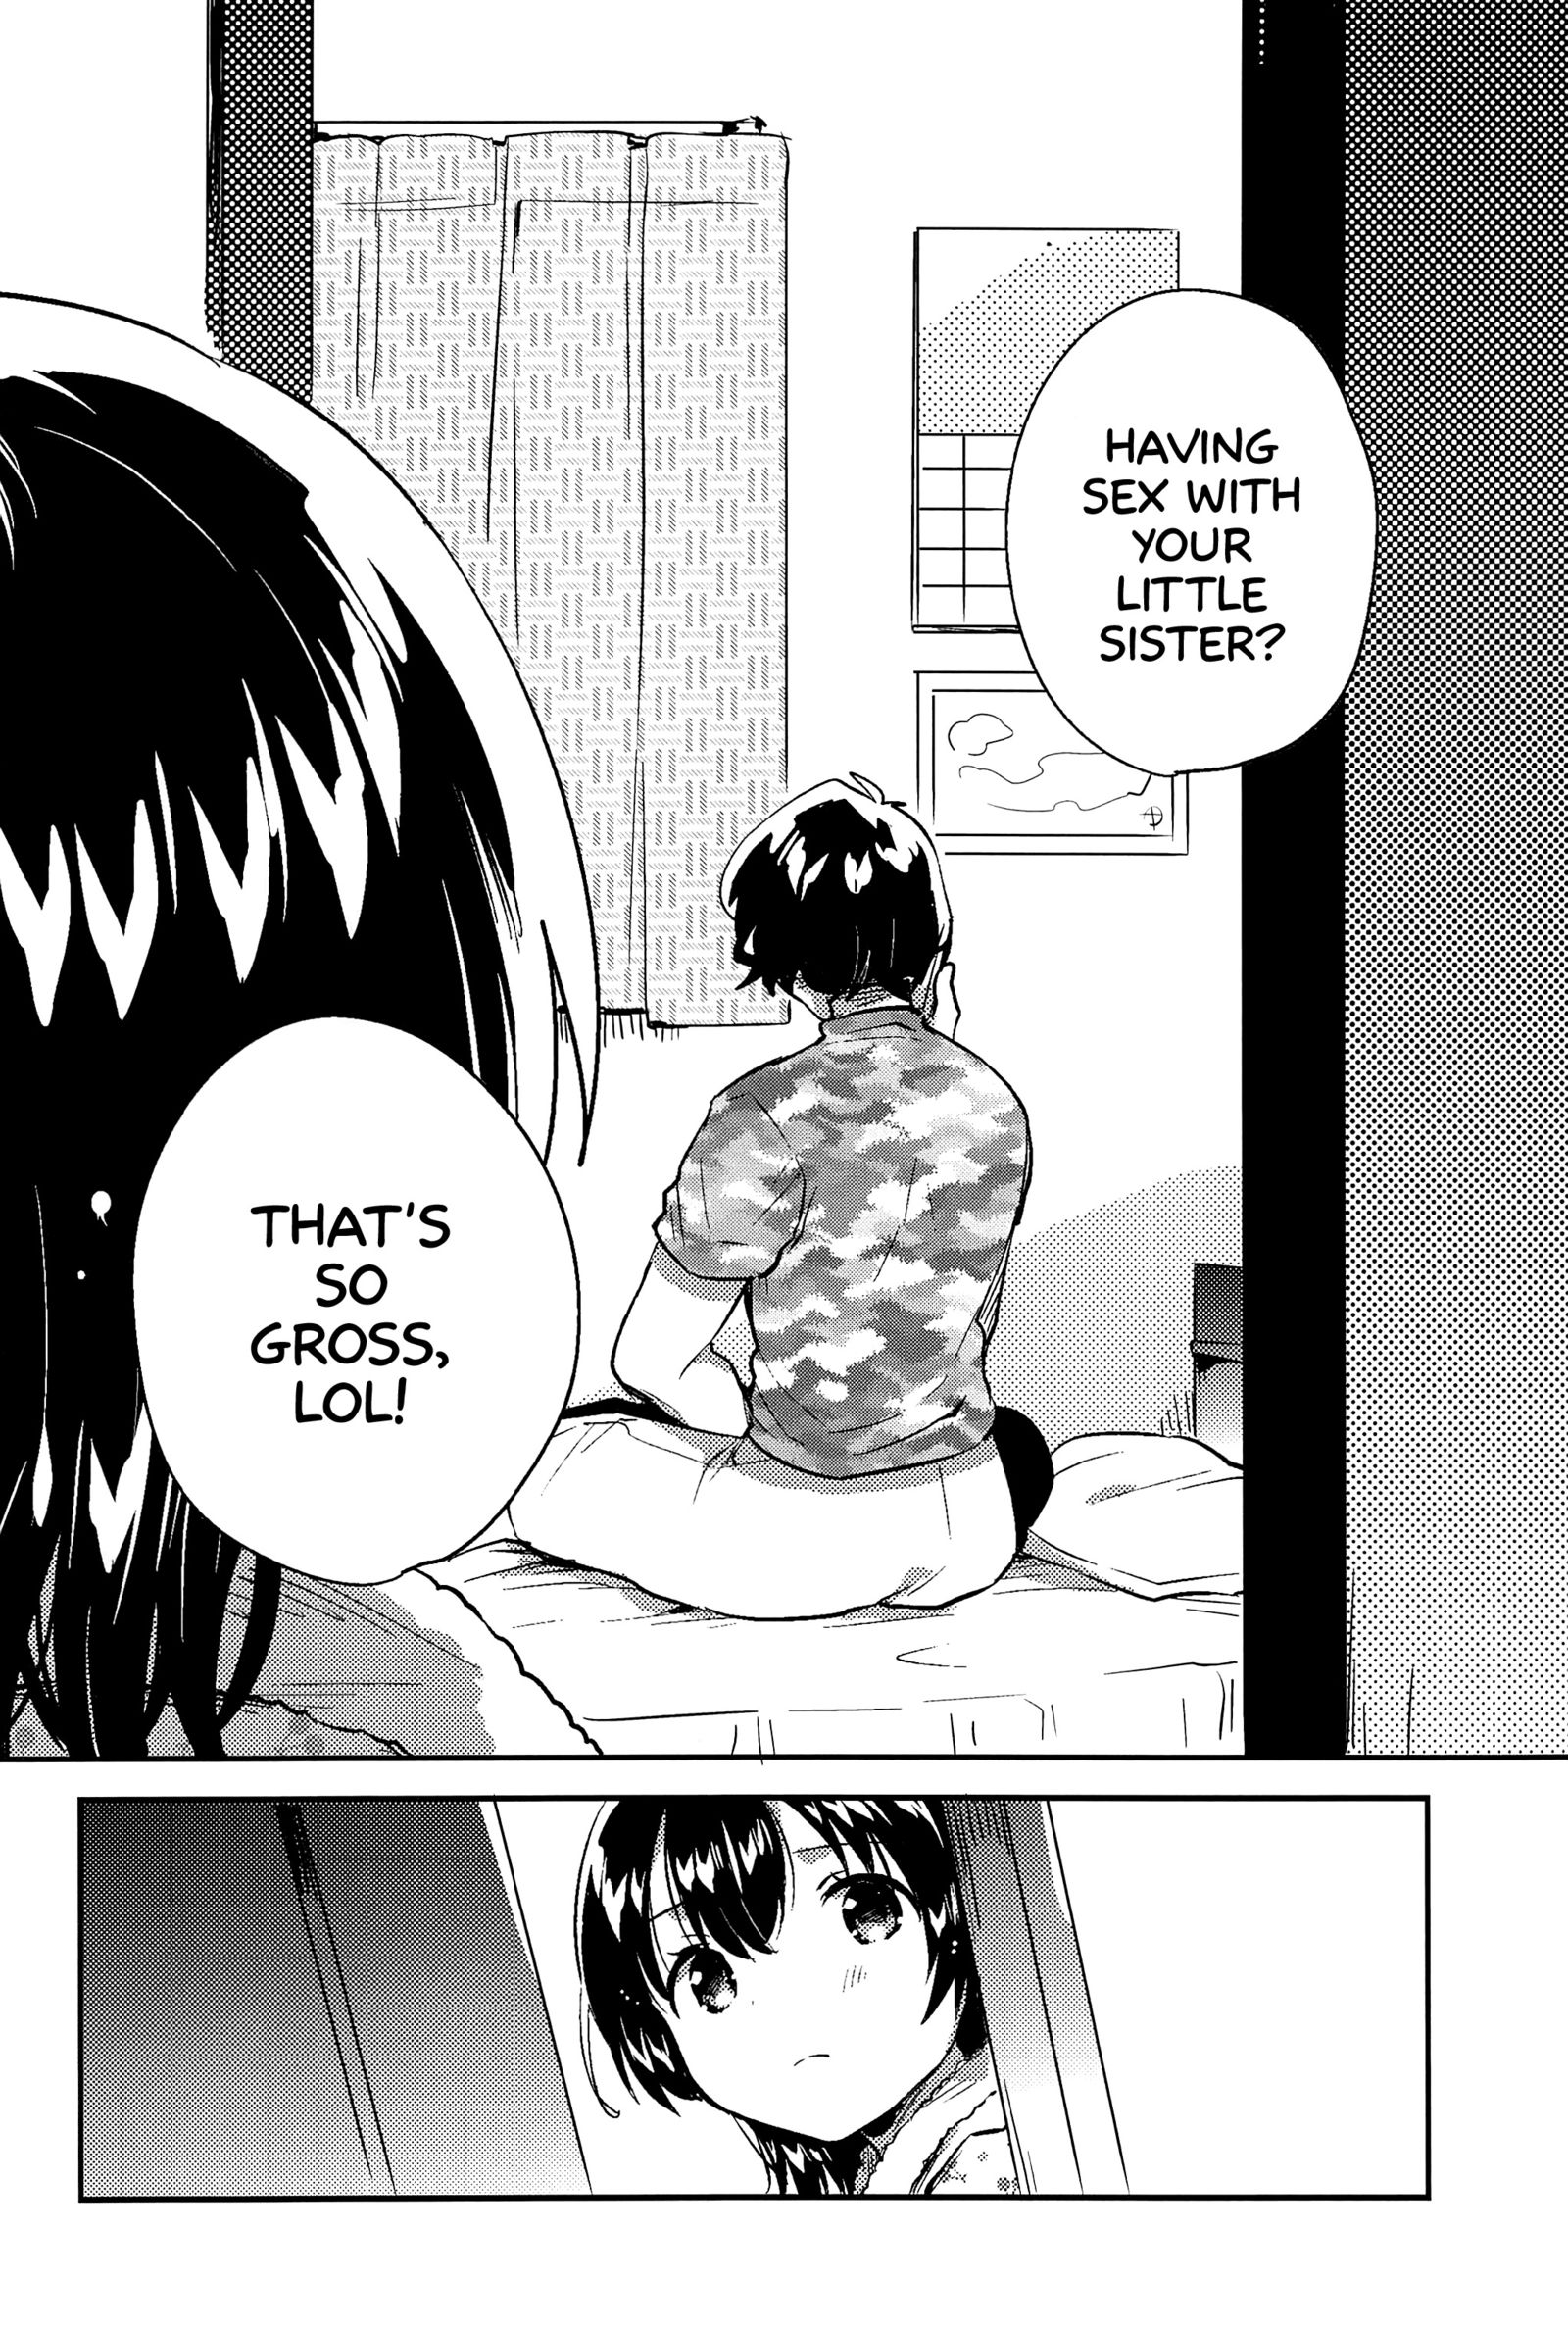 HAVING
SEX WITH
YOUR
LITTLE
SISTER?
THAT'S
SO
GROSS,
LOL!